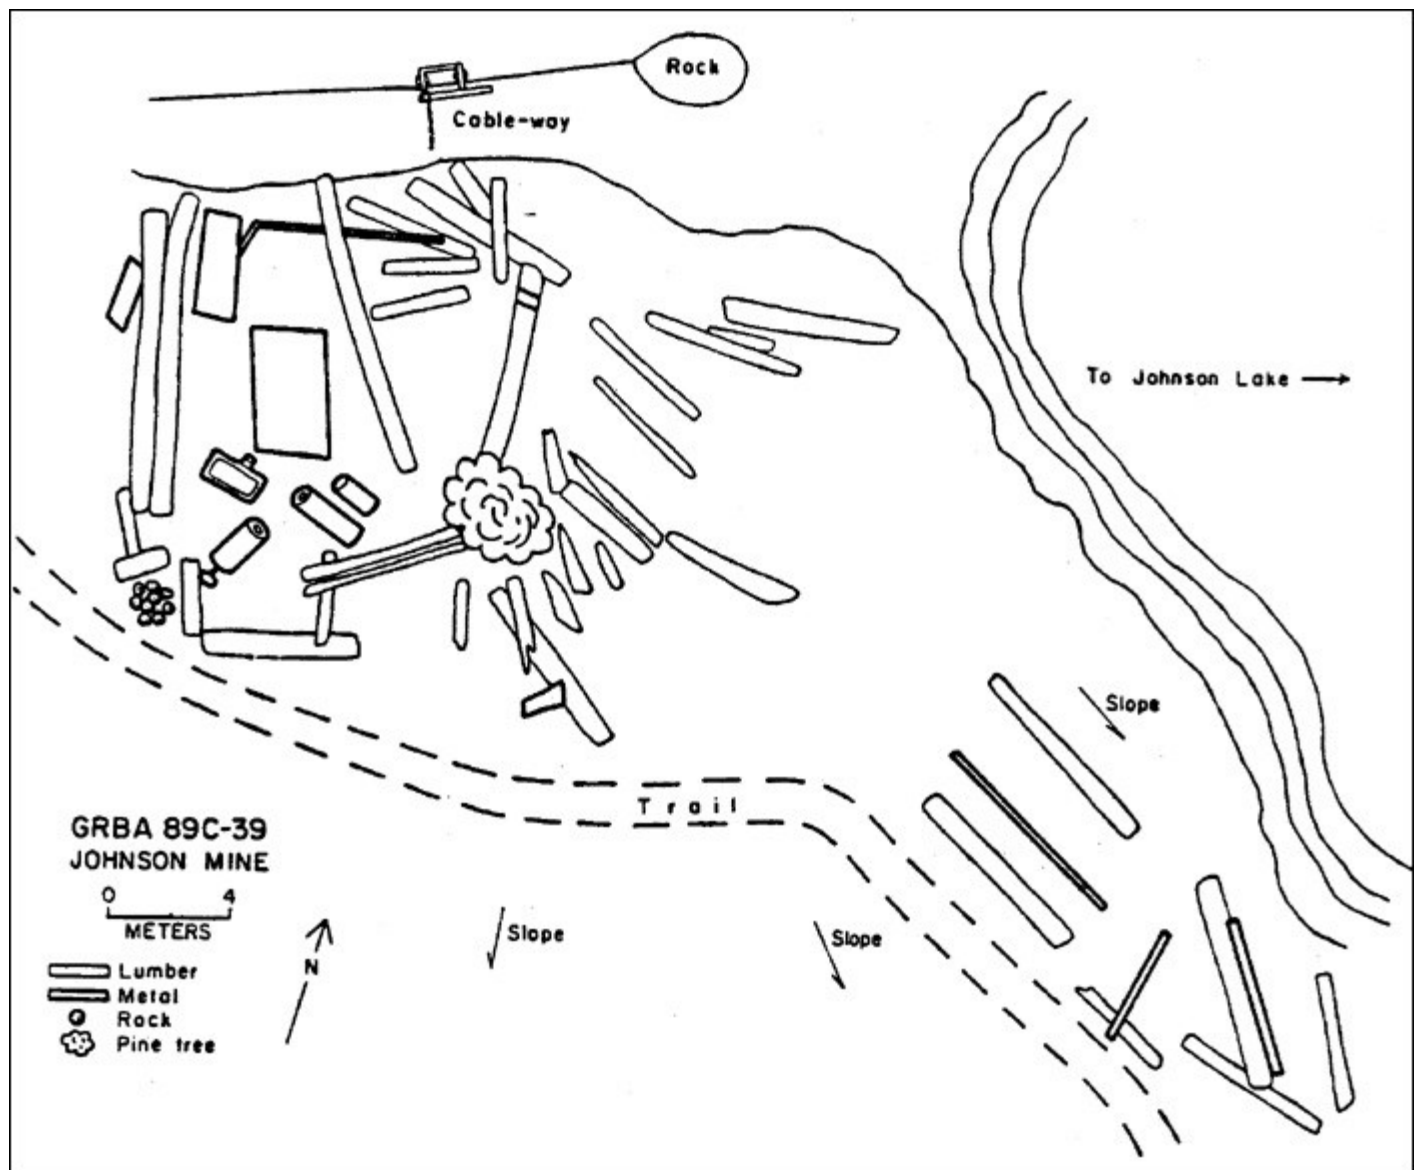 Rock
Cable-way
To Johnson Lake
Slope
Trail
GRBA 89C-39
JOHNSON MINE
0 4
METERS
Slope
Slope
N
Lumber
Metal
Rock
Pine tree